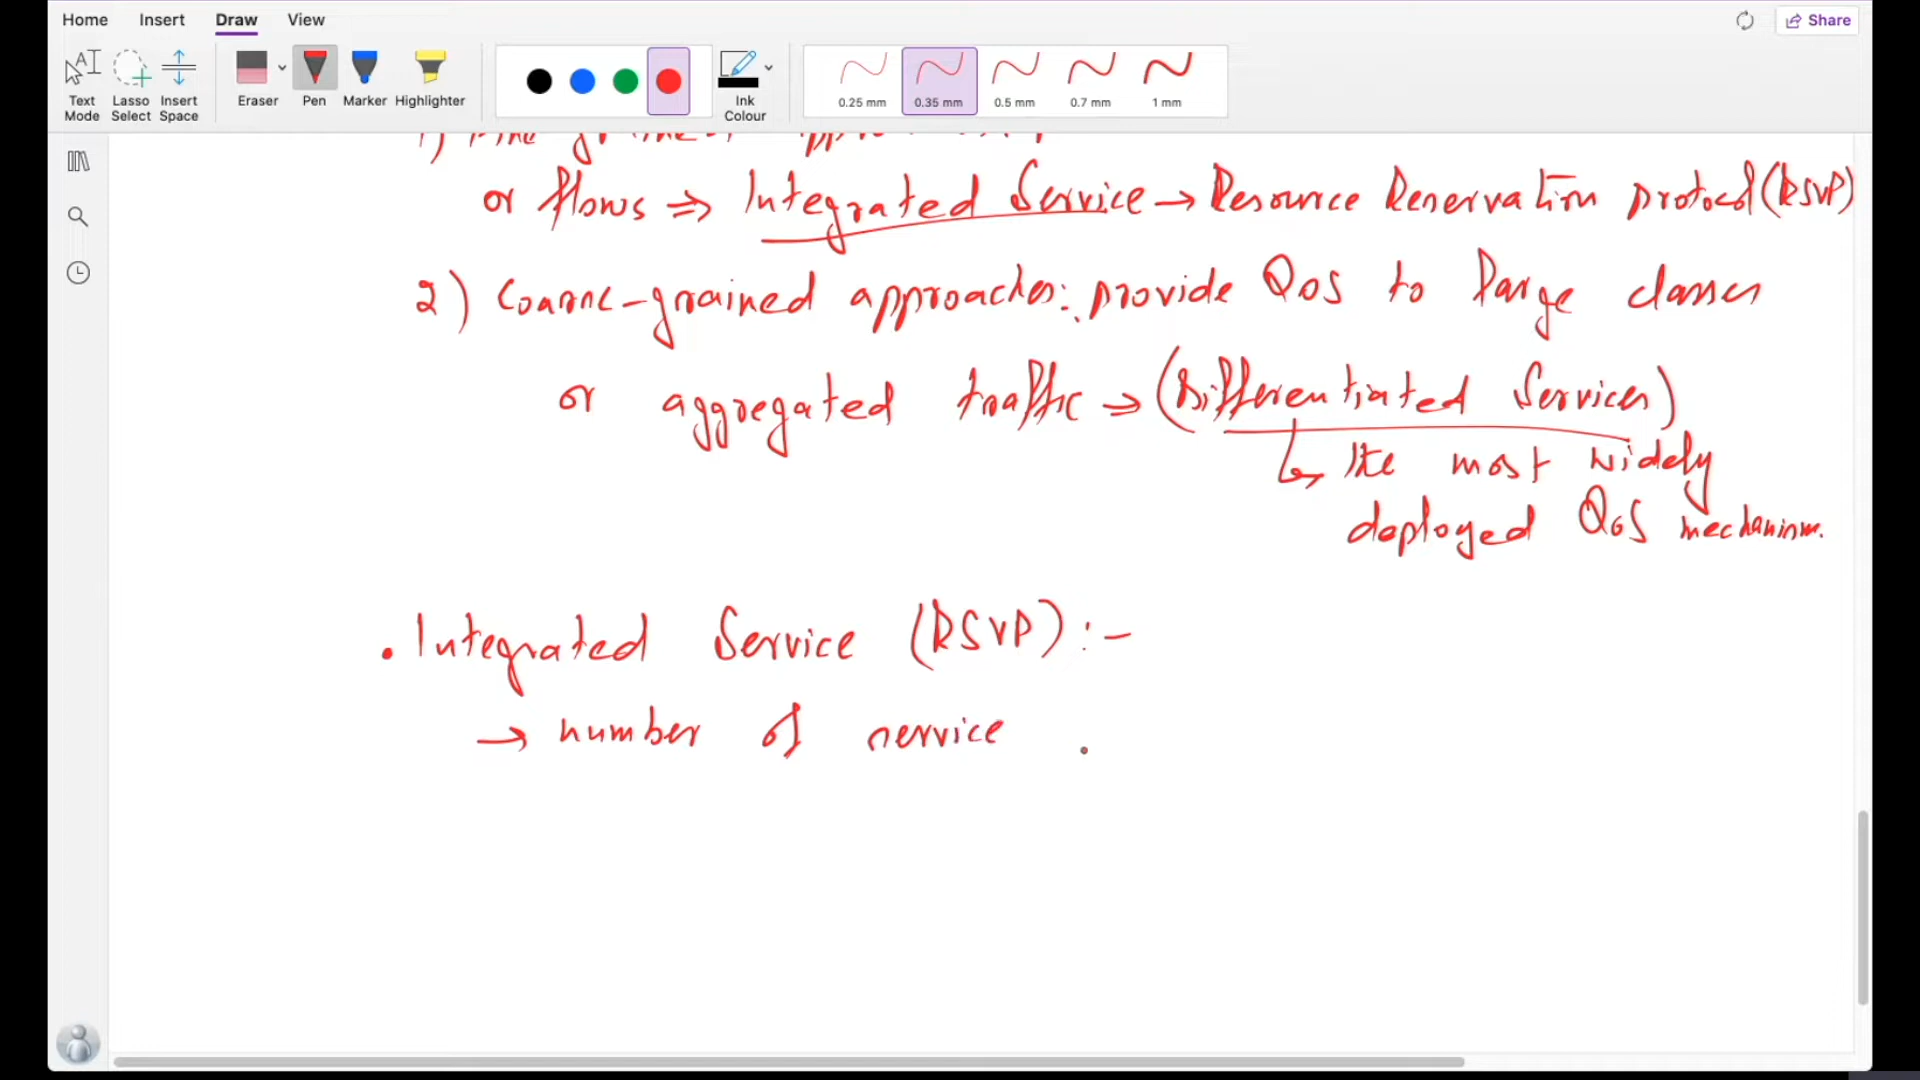 Home Insert Draw View Share
Text Mode Lasso Select Insert Space Eraser Pen Marker Highlighter Ink Colour 0.25 mm 0.35 mm 0.5 mm 0.7 mm 1 mm
or flows ⇒ Integrated Service → Resource Reservation protocol (RSVP)
2) Coarse-grained approaches: provide QoS to large classes
or aggregated traffic ⇒ (Differentiated Services)
↳ the most widely
deployed QoS mechanism.
. Integrated Service (RSVP) :-
→ number of service